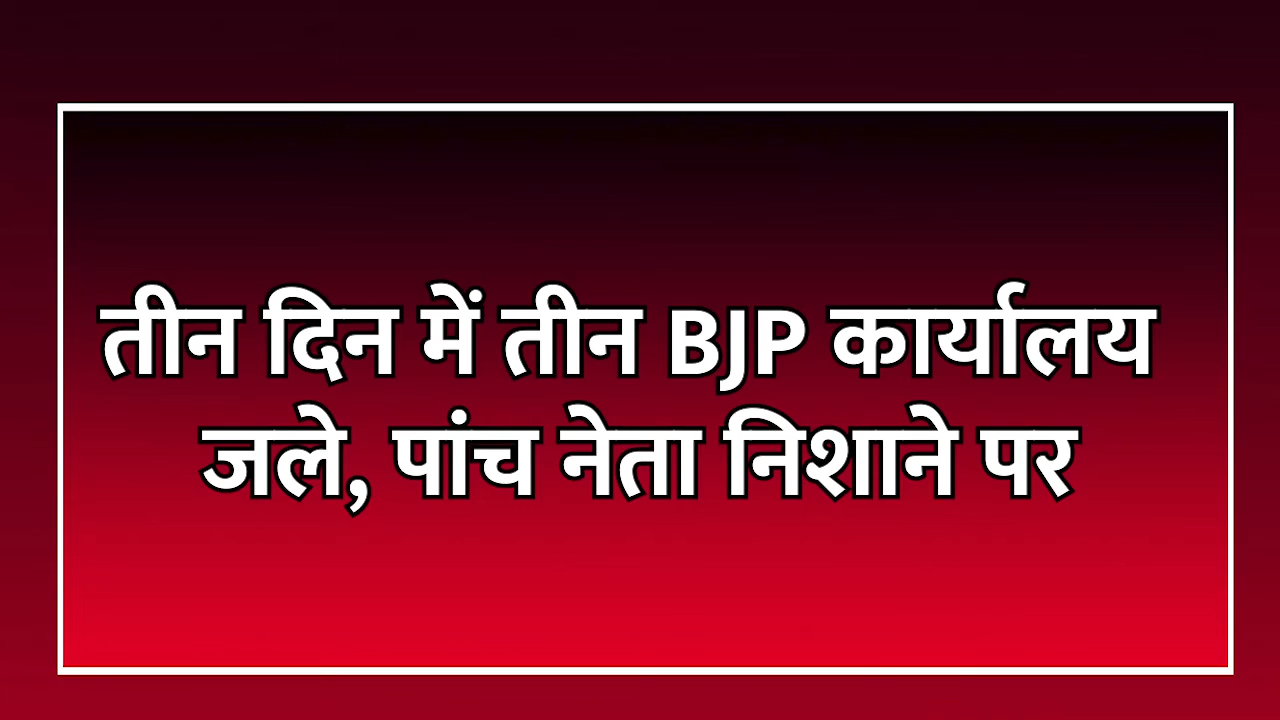 तीन दिन में तीन BJP कार्यालय
जले, पांच नेता निशाने पर